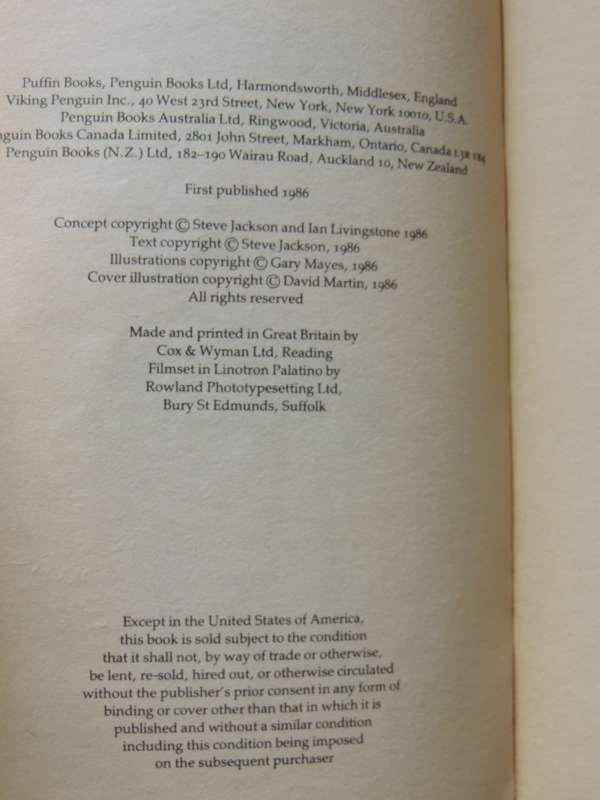 Puffin Books, Penguin Books Ltd, Harmondsworth, Middlesex, England
Viking Penguin Inc., 40 West 23rd Street, New York, New York 10010, U.S.A.
Penguin Books Australia Ltd, Ringwood, Victoria, Australia
Books Canada Limited, 2801 John Street, Markham, Ontario, Canada L3R 1B4
Penguin Books (N.Z.) Ltd, 182–190 Wairau Road, Auckland 10, New Zealand
First published 1986
Concept copyright © Steve Jackson and Ian Livingstone 1986
Text copyright © Steve Jackson, 1986
Illustrations copyright © Gary Mayes, 1986
Cover illustration copyright © David Martin, 1986
All rights reserved
Made and printed in Great Britain by
Cox & Wyman Ltd, Reading
Filmset in Linotron Palatino by
Rowland Phototypesetting Ltd,
Bury St Edmunds, Suffolk
Except in the United States of America,
this book is sold subject to the condition
that it shall not, by way of trade or otherwise,
be lent, re-sold, hired out, or otherwise circulated
without the publisher's prior consent in any form of
binding or cover other than that in which it is
published and without a similar condition
including this condition being imposed
on the subsequent purchaser